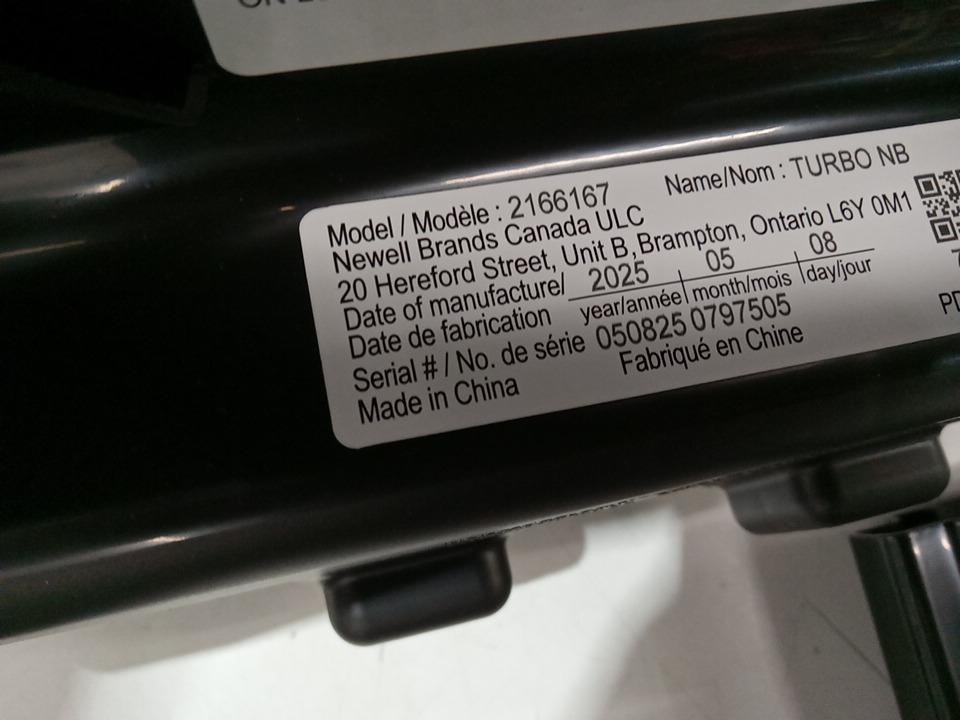 Model / Modèle : 2166167 Name/Nom : TURBO NB
Newell Brands Canada ULC
20 Hereford Street, Unit B, Brampton, Ontario L6Y 0M1
Date of manufacture/ 2025 05 08
Date de fabrication year/année month/mois day/jour
Serial # / No. de série 050825 0797505
Made in China Fabriqué en Chine